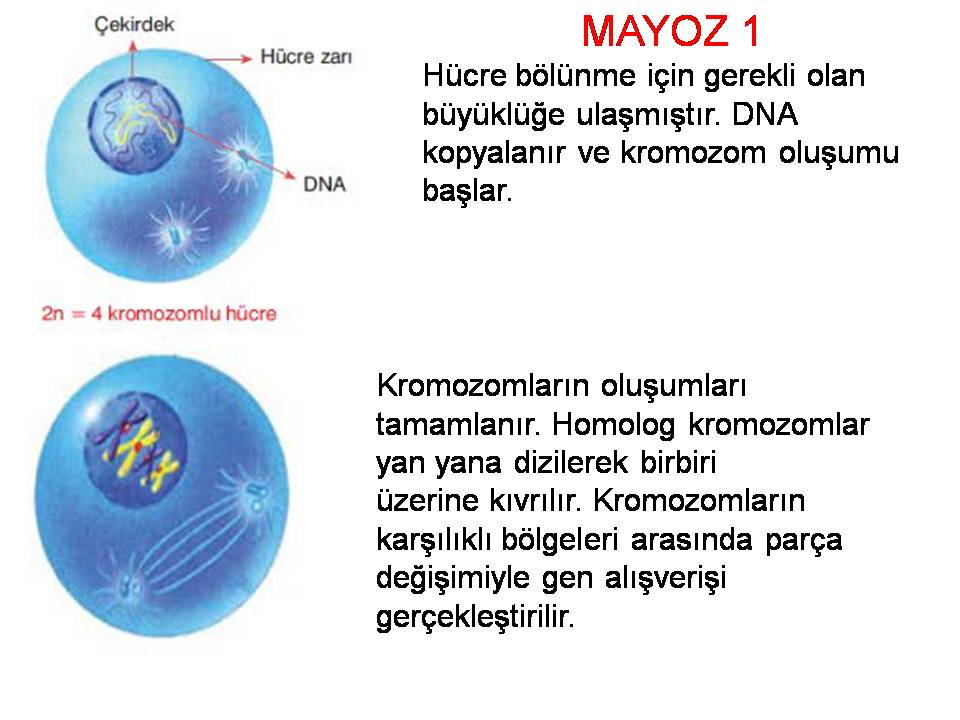 Çekirdek
Hücre zarı
DNA
2n = 4 kromozomlu hücre
MAYOZ 1
Hücre bölünme için gerekli olan
büyüklüğe ulaşmıştır. DNA
kopyalanır ve kromozom oluşumu
başlar.
Kromozomların oluşumları
tamamlanır. Homolog kromozomlar
yan yana dizilerek birbiri
üzerine kıvrılır. Kromozomların
karşılıklı bölgeleri arasında parça
değişimiyle gen alışverişi
gerçekleştirilir.